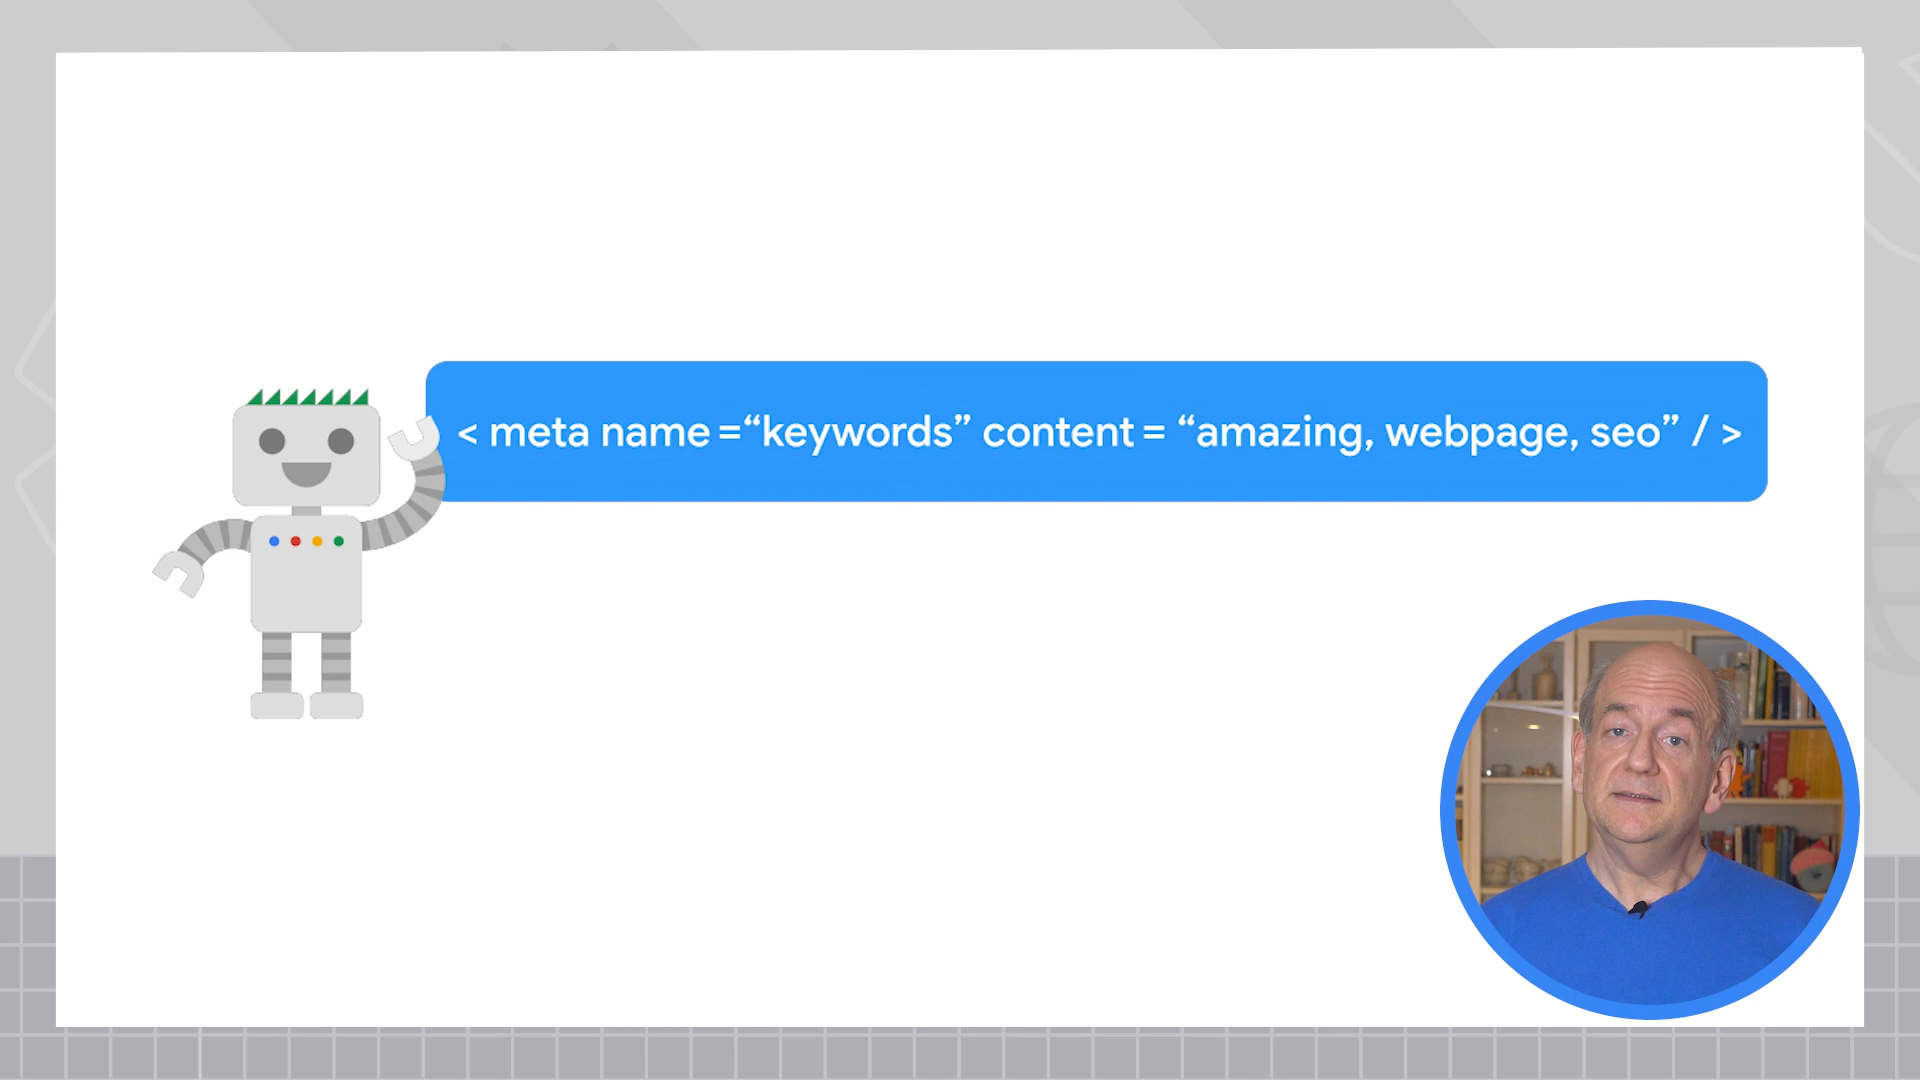 < meta name =“keywords” content = “amazing, webpage, seo” / >